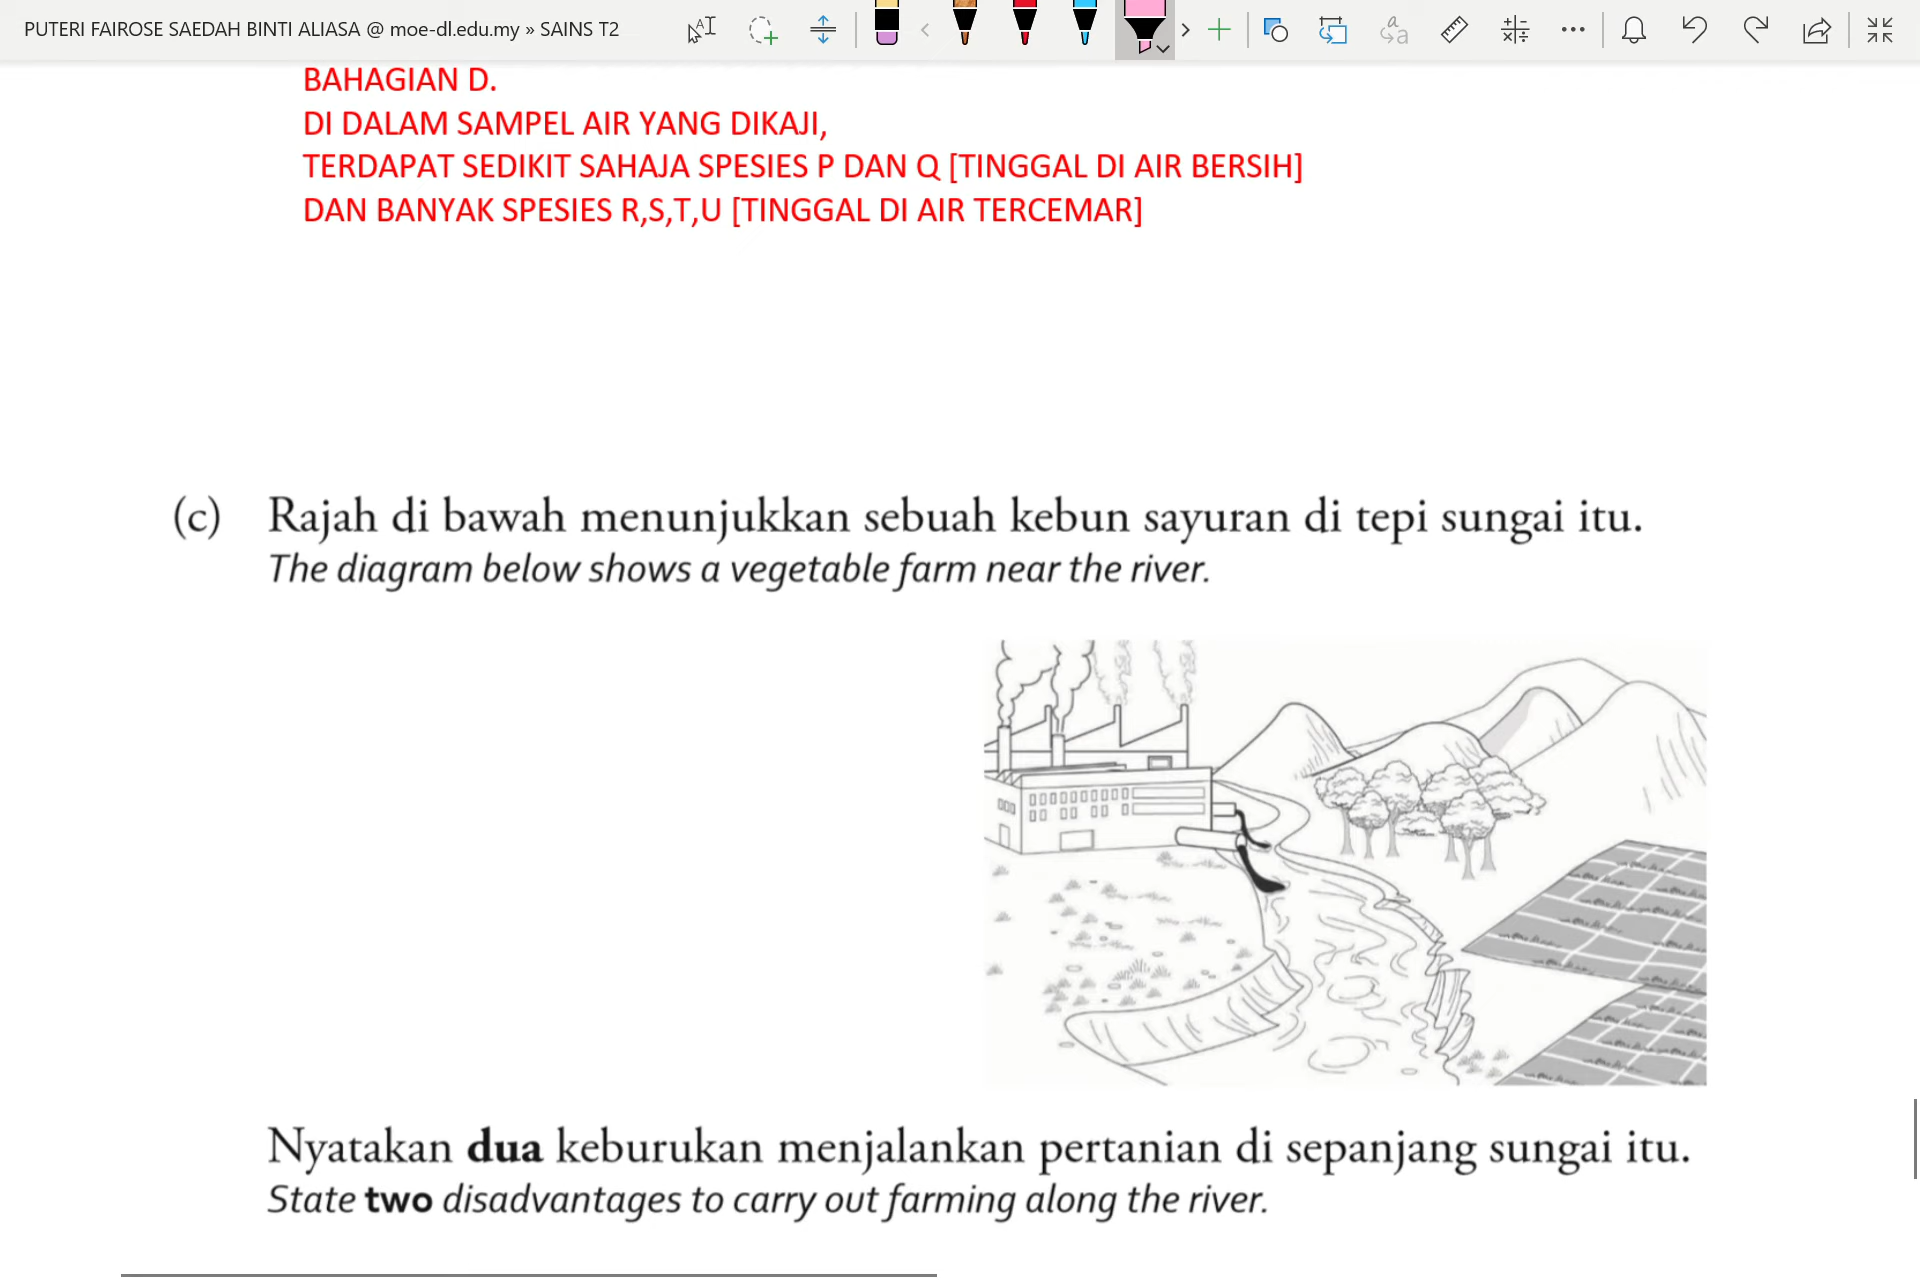 PUTERI FAIROSE SAEDAH BINTI ALIASA @ moe-dl.edu.my » SAINS T2
BAHAGIAN D.
DI DALAM SAMPEL AIR YANG DIKAJI,
TERDAPAT SEDIKIT SAHAJA SPESIES P DAN Q [TINGGAL DI AIR BERSIH]
DAN BANYAK SPESIES R,S,T,U [TINGGAL DI AIR TERCEMAR]
(c) Rajah di bawah menunjukkan sebuah kebun sayuran di tepi sungai itu.
The diagram below shows a vegetable farm near the river.
Nyatakan dua keburukan menjalankan pertanian di sepanjang sungai itu.
State two disadvantages to carry out farming along the river.